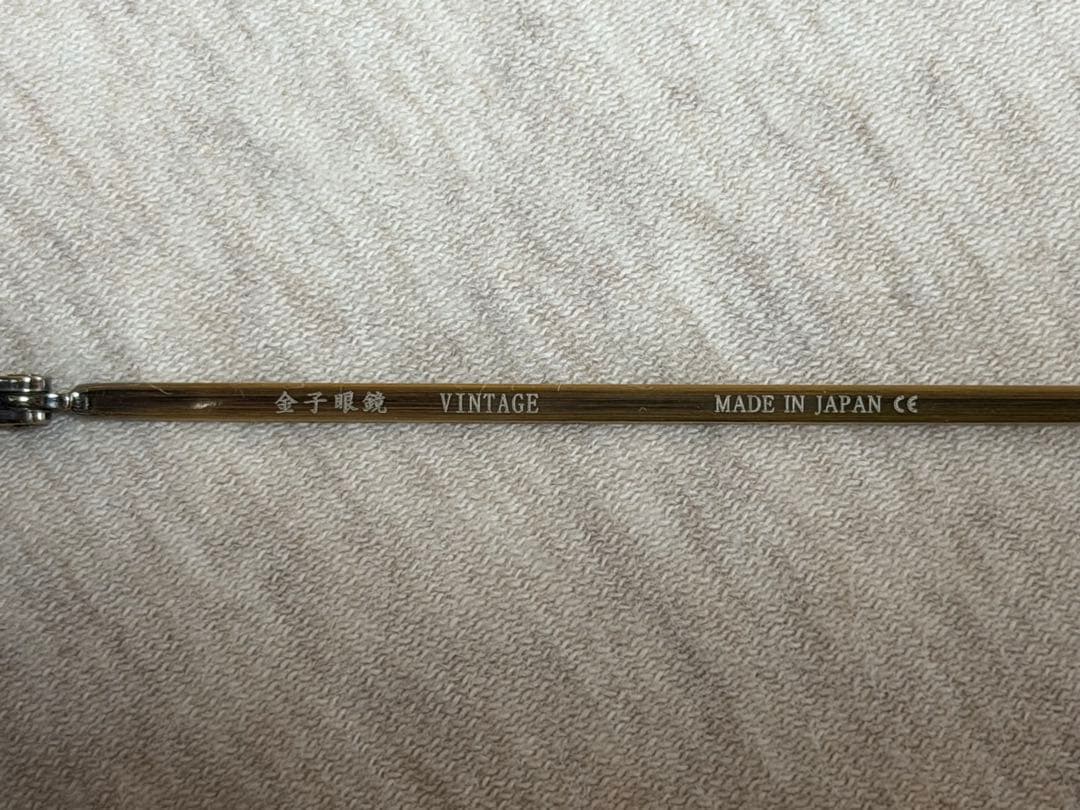 金子眼鏡 VINTAGE MADE IN JAPAN CE